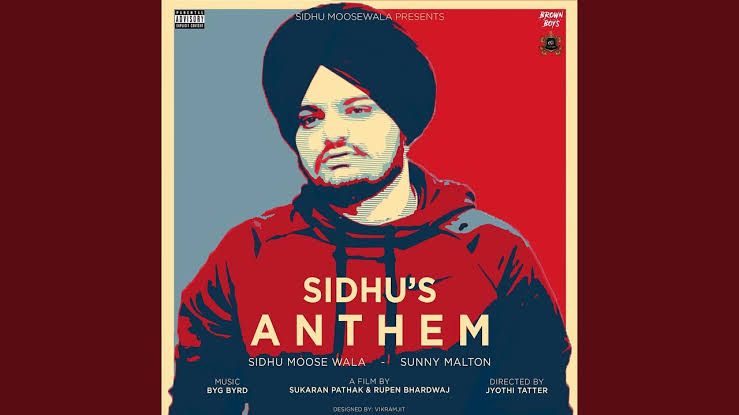 PARENTAL
ADVISORY
EXPLICIT CONTENT
SIDHU MOOSEWALA PRESENTS
BROWN
BOYS
SIDHU'S
ANTHEM
SIDHU MOOSE WALA - SUNNY MALTON
MUSIC
BYG BYRD
A FILM BY
SUKARAN PATHAK & RUPEN BHARDWAJ
DIRECTED BY
JYOTHI TATTER
DESIGNED BY: VIKRAMJIT